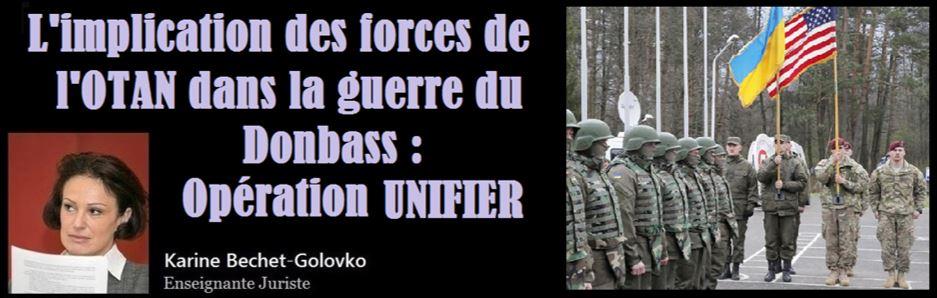 L'implication des forces de
l'OTAN dans la guerre du
Donbass :
Opération UNIFIER
Karine Bechet-Golovko
Enseignante Juriste